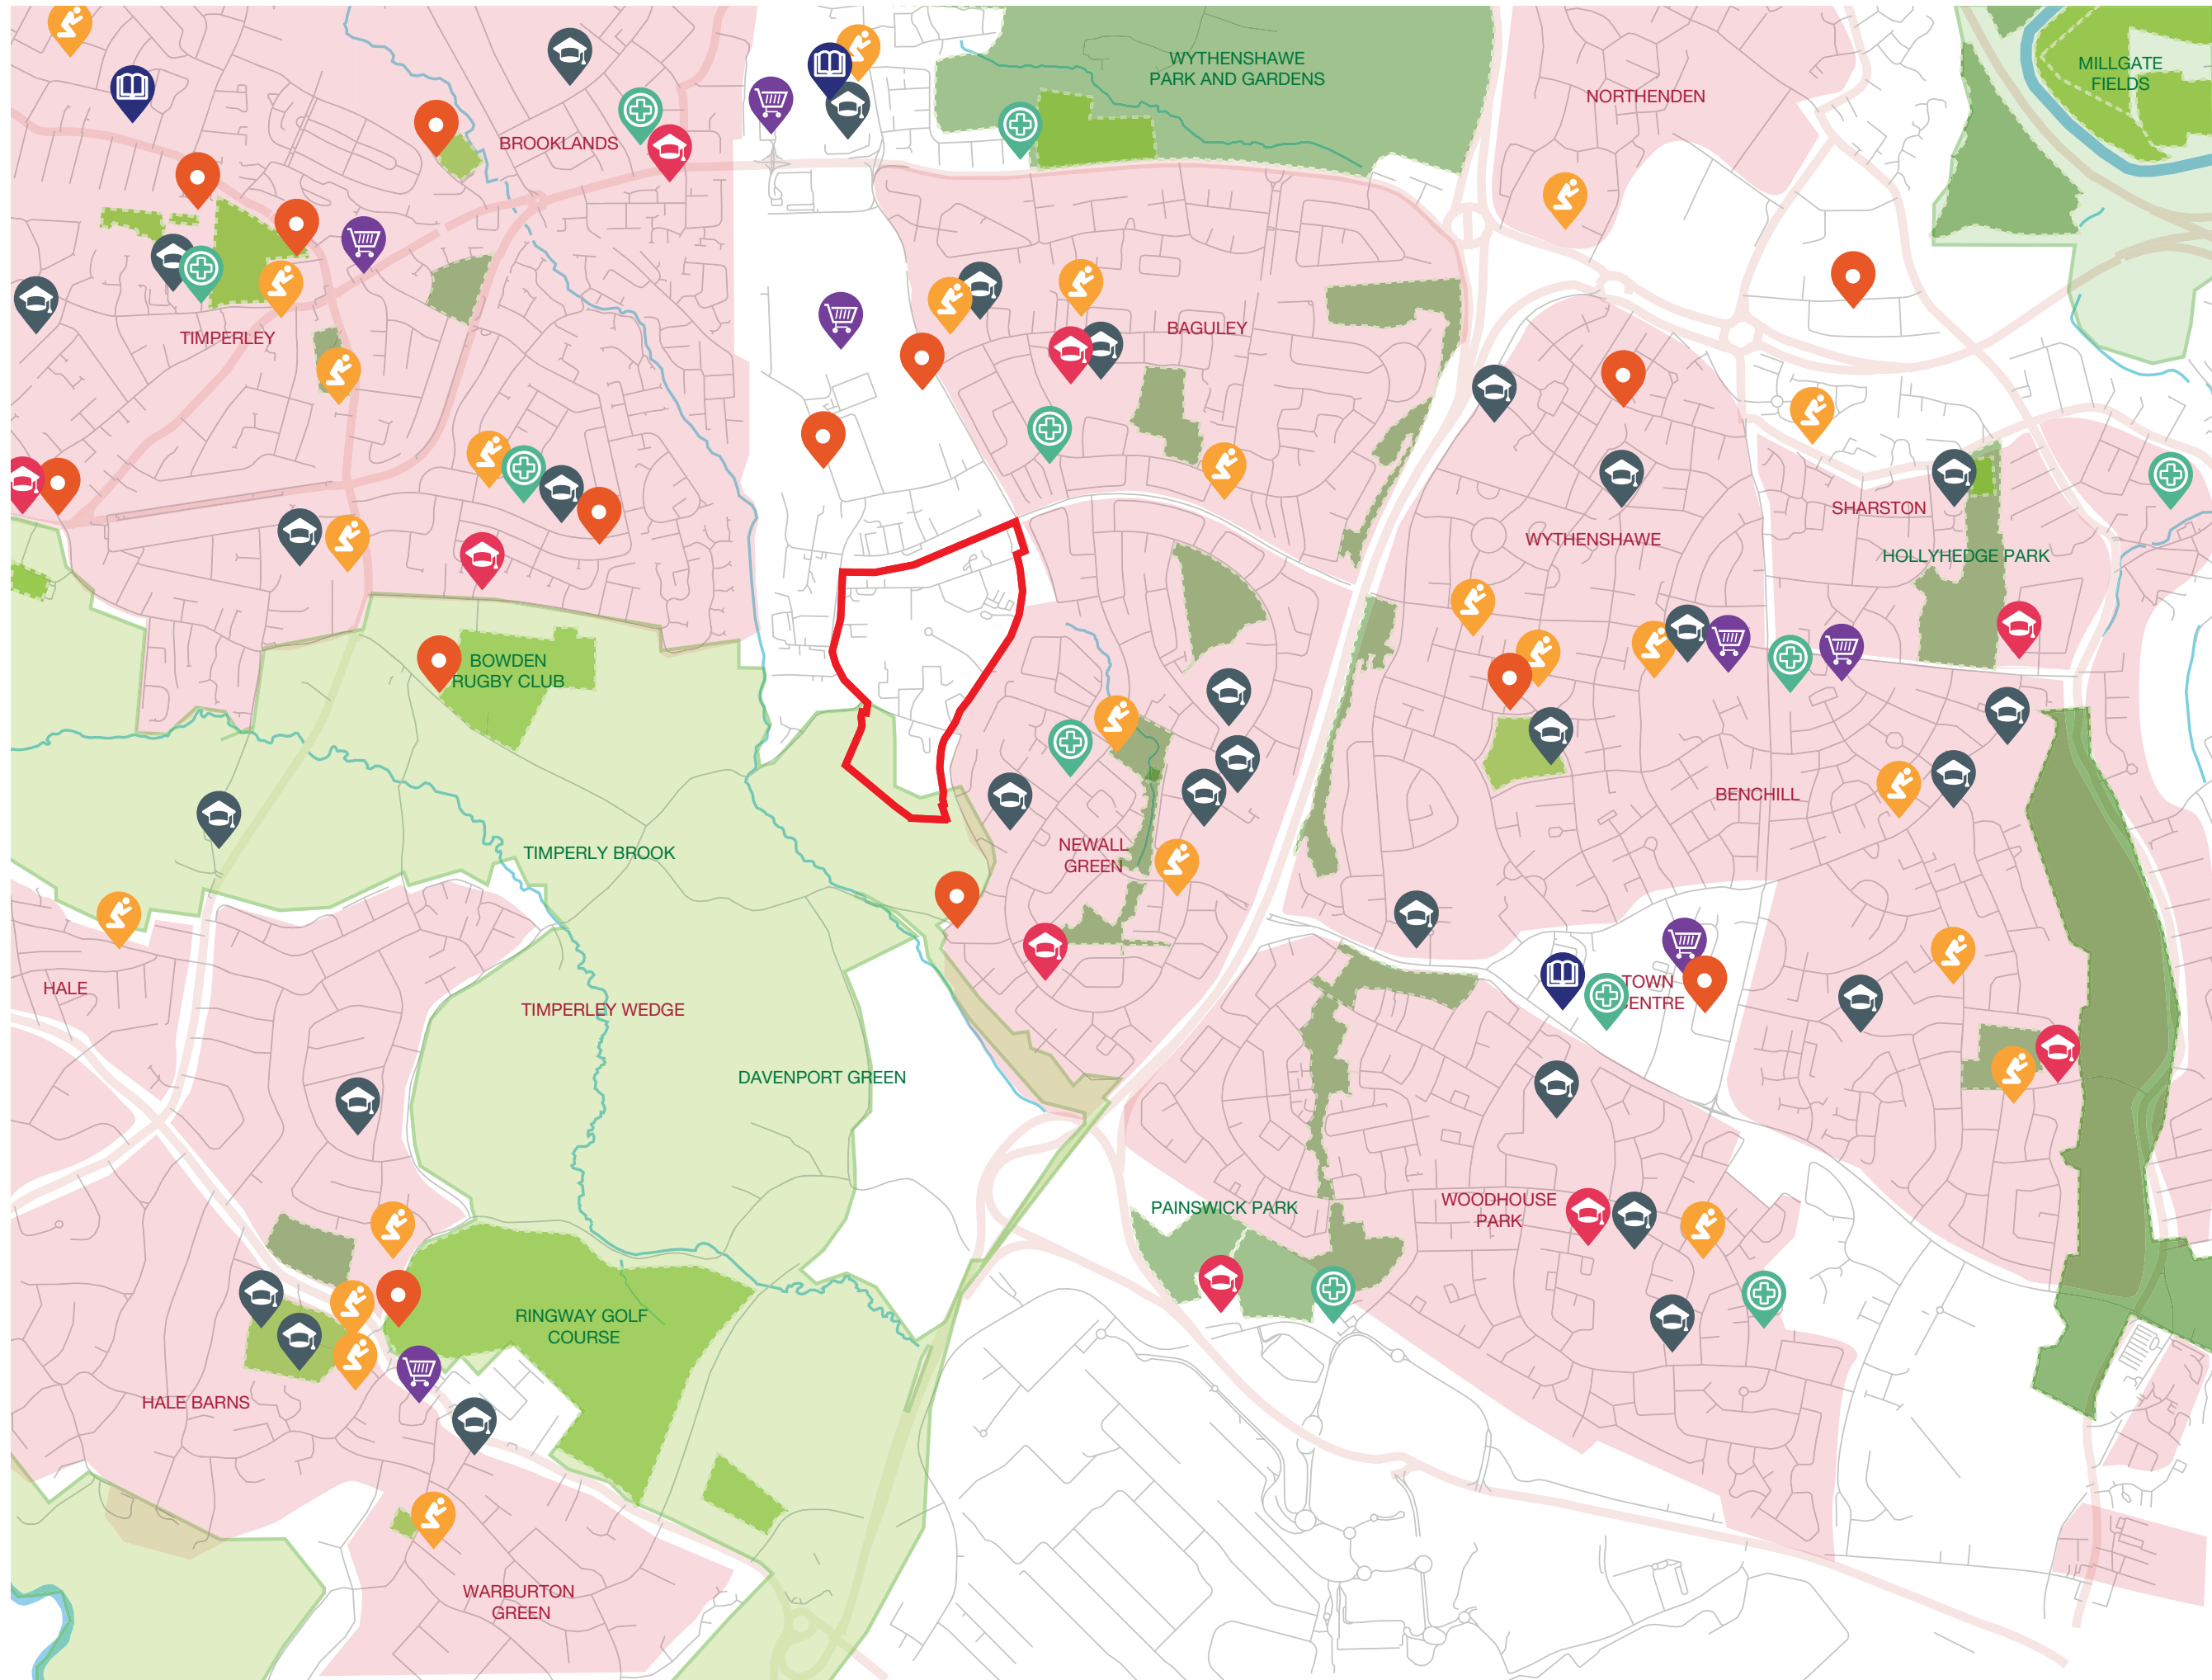 WYTHENSHAWE
PARK AND GARDENS
MILLGATE
FIELDS
NORTHENDEN
BROOKLANDS
BAGULEY
TIMPERLEY
SHARSTON
WYTHENSHAWE
HOLLYHEDGE PARK
BOWDEN
RUGBY CLUB
BENCHILL
TIMPERLY BROOK
NEWALL
GREEN
HALE
TOWN
ENTRE
TIMPERLEY WEDGE
DAVENPORT GREEN
PAINSWICK PARK
WOODHOUSE
PARK
RINGWAY GOLF
COURSE
HALE BARNS
WARBURTON
GREEN